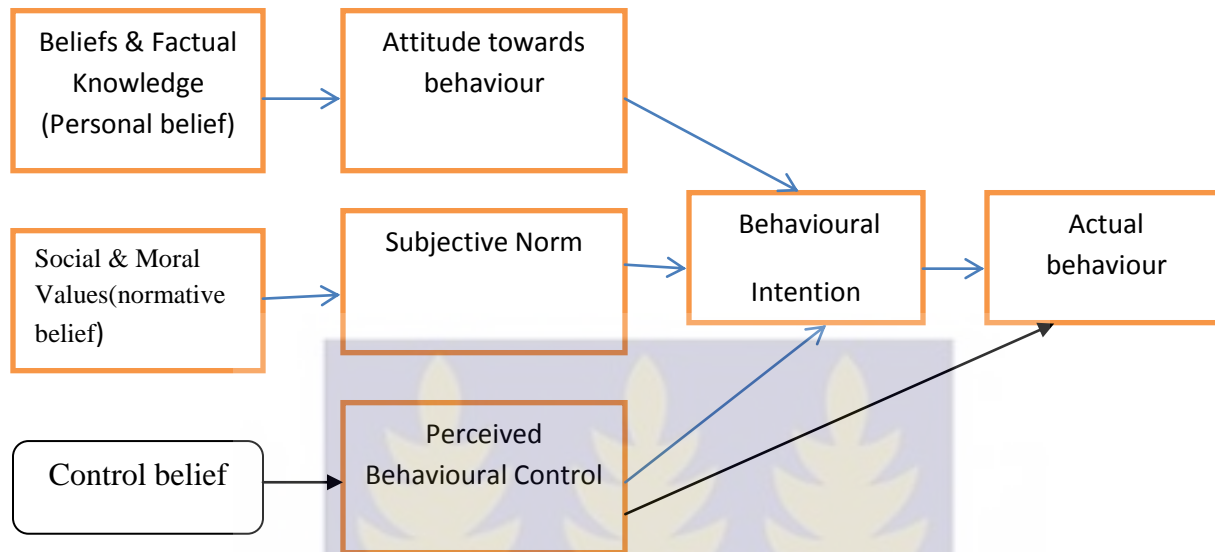 Beliefs & Factual
Knowledge
(Personal belief)
Attitude towards
behaviour
Social & Moral
Values(normative
belief)
Subjective Norm
Behavioural
Intention
Actual
behaviour
Control belief
Perceived
Behavioural Control